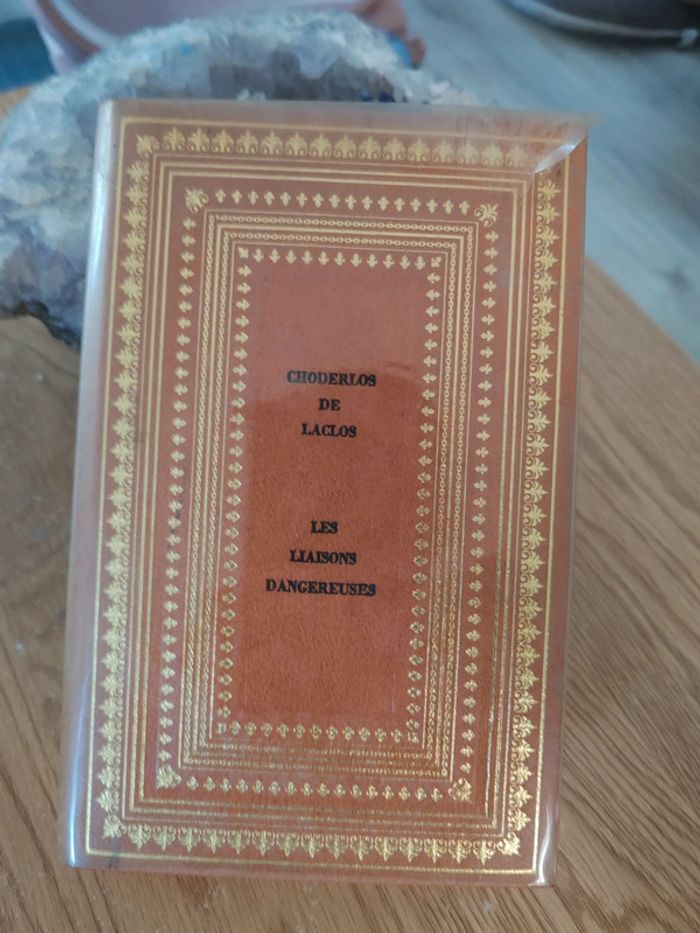 CHODERLOS
DE
LACLOS
LES
LIAISONS
DANGEREUSES